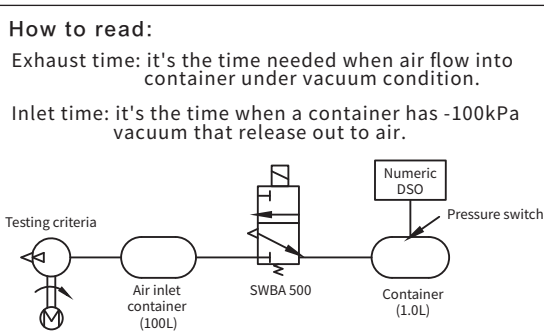 How to read:
Exhaust time: it's the time needed when air flow into
container under vacuum condition.
Inlet time: it's the time when a container has -100kPa
vacuum that release out to air.
Numeric
DSO
Testing criteria
Pressure switch
Air inlet
container
(100L)
SWBA 500
Container
(1.0L)
M